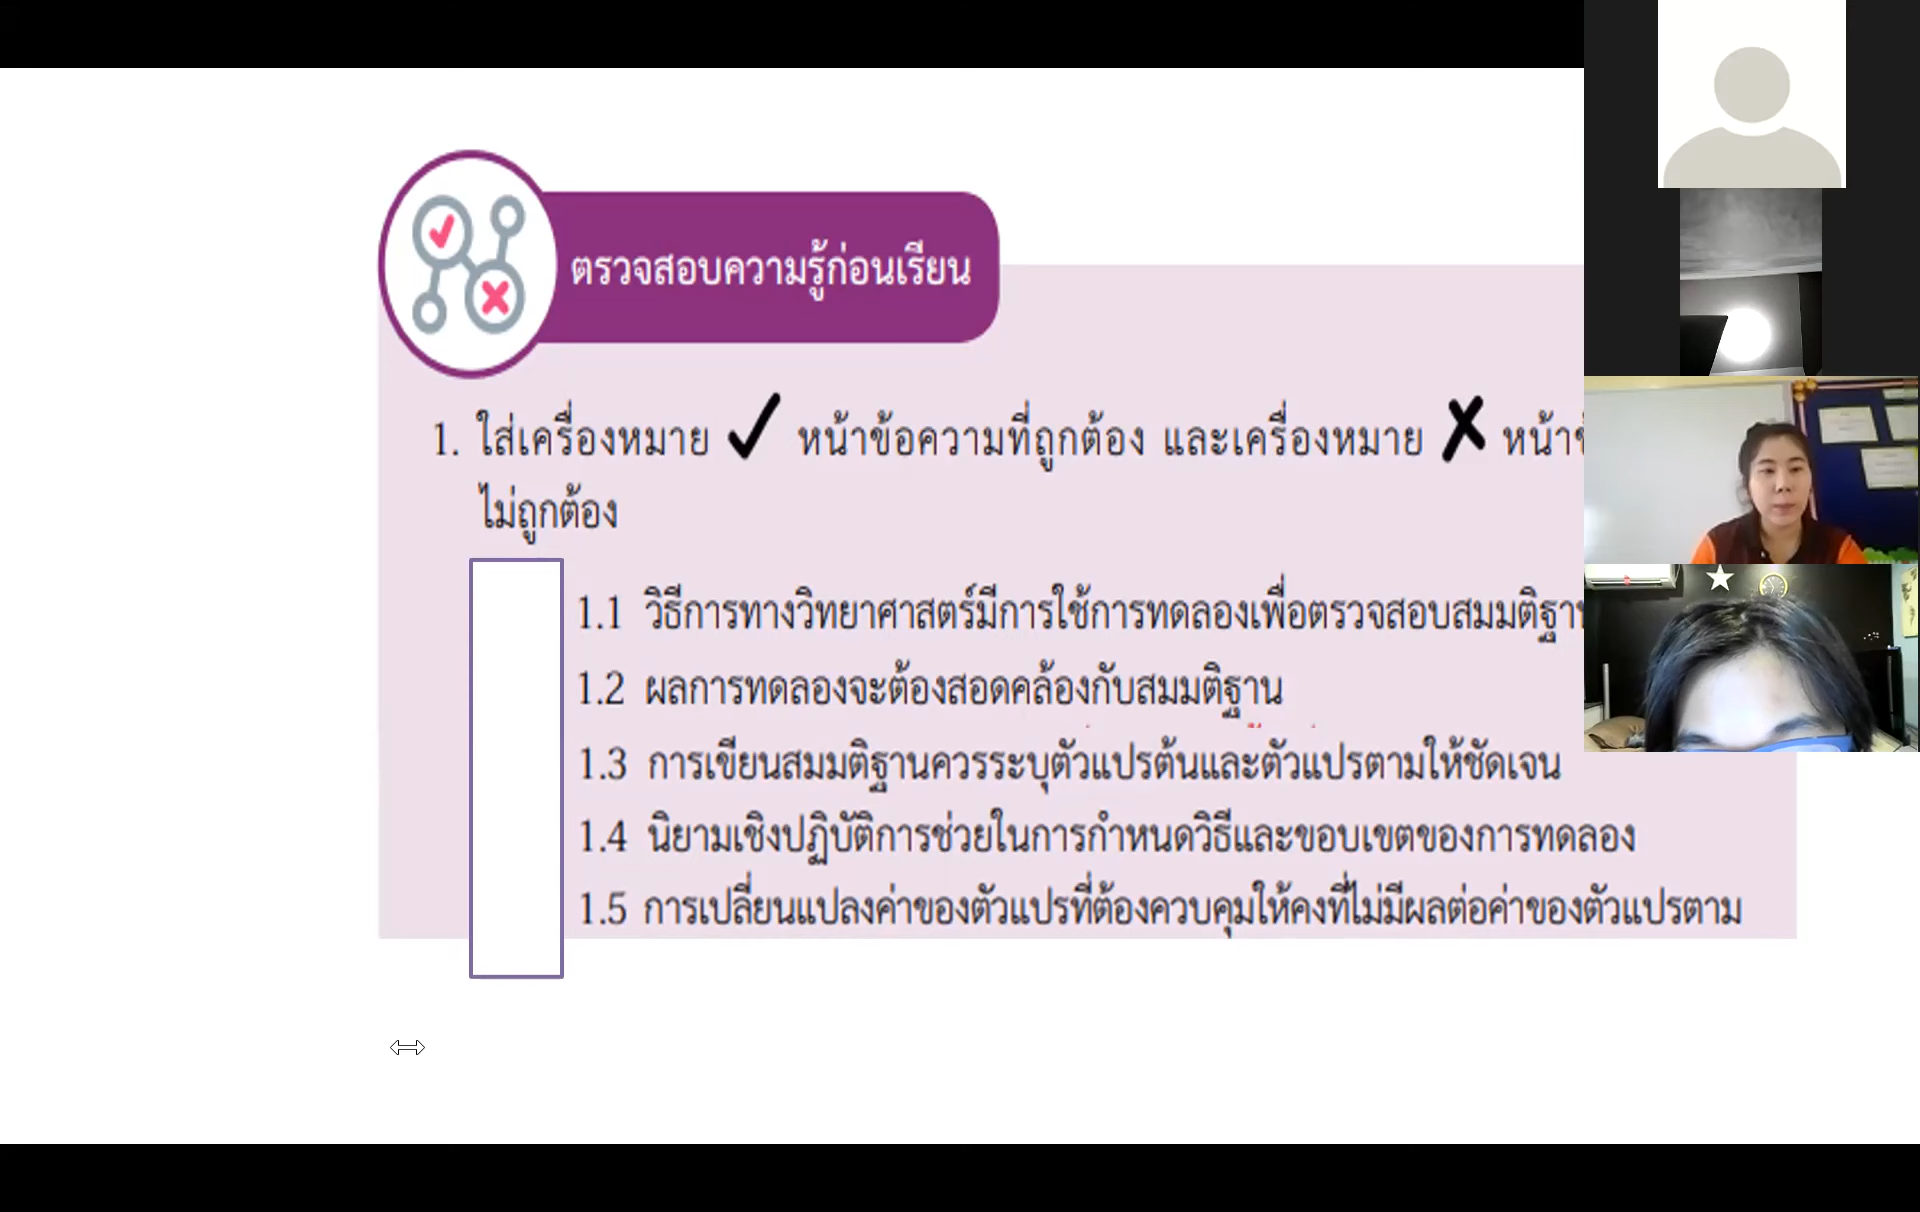 ตรวจสอบความรู้ก่อนเรียน
1. ใส่เครื่องหมาย ✓ หน้าข้อความที่ถูกต้อง และเครื่องหมาย ✗ หน้า
ไม่ถูกต้อง
1.1 วิธีการทางวิทยาศาสตร์มีการใช้การทดลองเพื่อตรวจสอบสมมติฐาน
1.2 ผลการทดลองจะต้องสอดคล้องกับสมมติฐาน
1.3 การเขียนสมมติฐานควรระบุตัวแปรต้นและตัวแปรตามให้ชัดเจน
1.4 นิยามเชิงปฏิบัติการช่วยในการกำหนดวิธีและขอบเขตของการทดลอง
1.5 การเปลี่ยนแปลงค่าของตัวแปรที่ต้องควบคุมให้คงที่ไม่มีผลต่อค่าของตัวแปรตาม